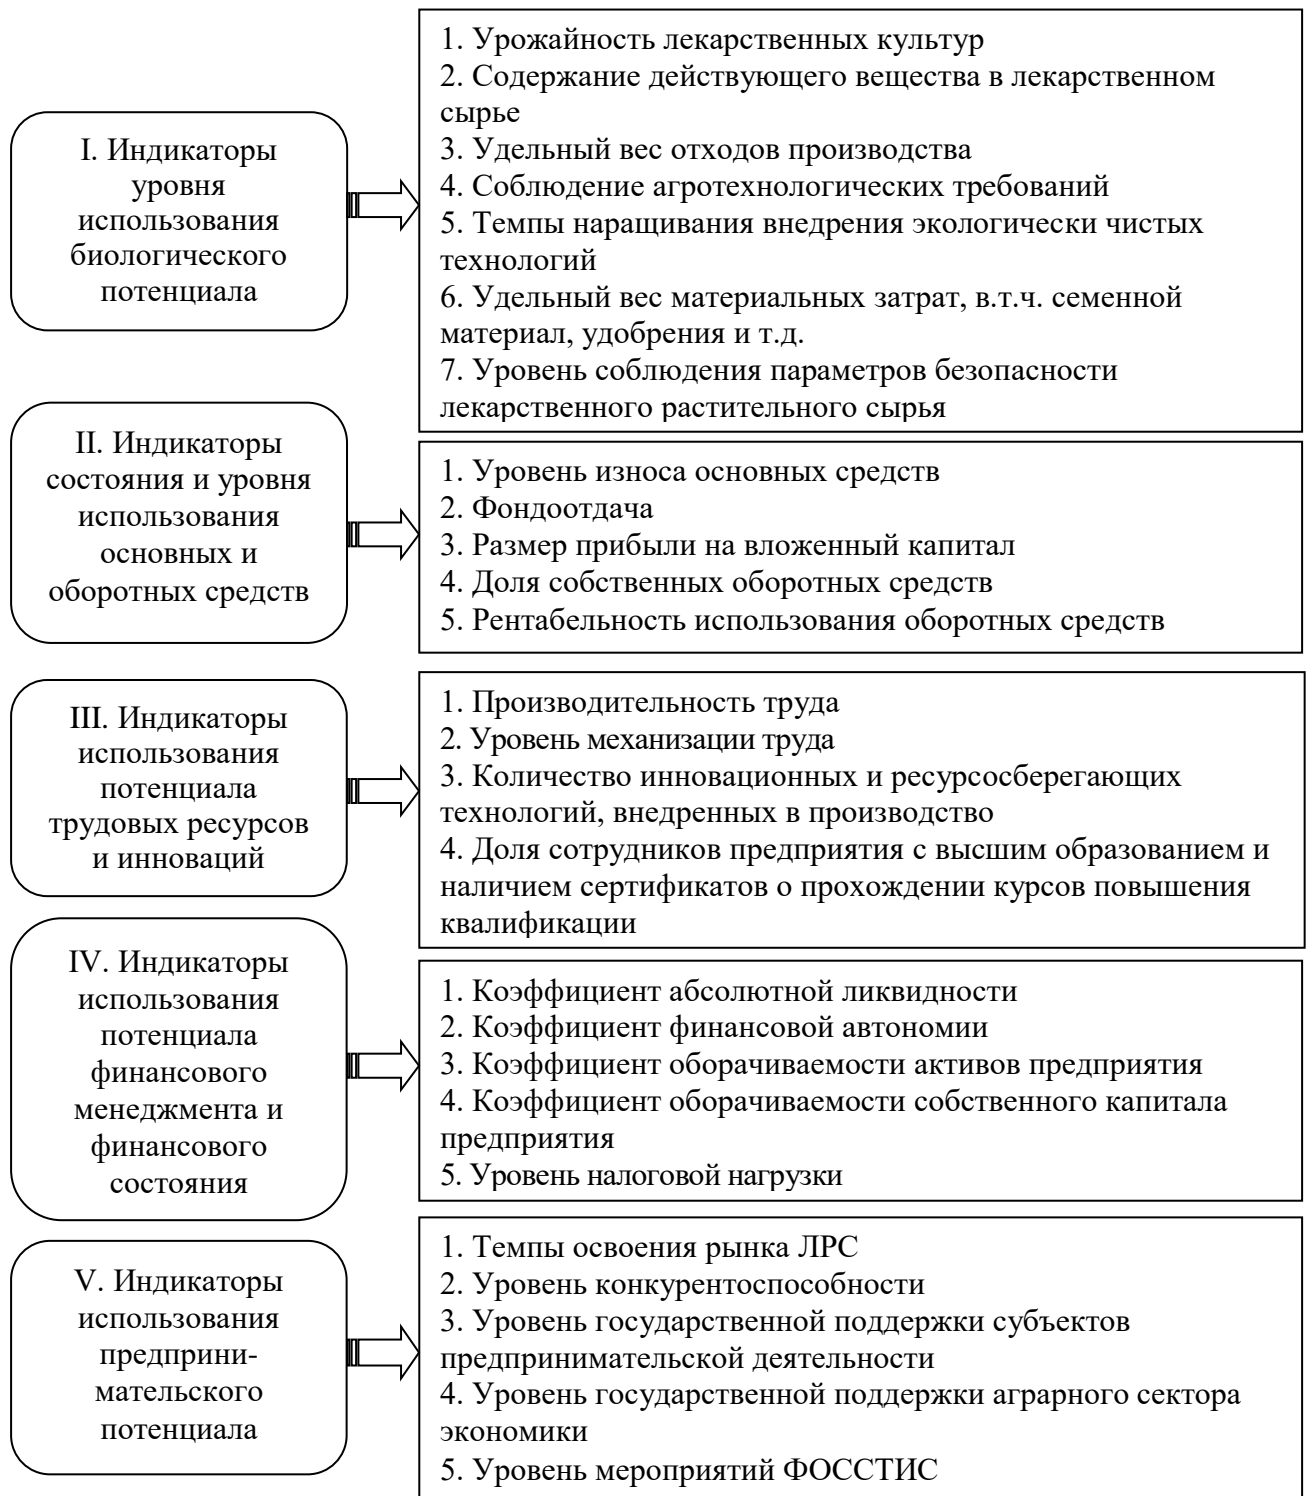 I. Индикаторы
уровня
использования
биологического
потенциала
1. Урожайность лекарственных культур
2. Содержание действующего вещества в лекарственном
сырье
3. Удельный вес отходов производства
4. Соблюдение агротехнологических требований
5. Темпы наращивания внедрения экологически чистых
технологий
6. Удельный вес материальных затрат, в.т.ч. семенной
материал, удобрения и т.д.
7. Уровень соблюдения параметров безопасности
лекарственного растительного сырья
II. Индикаторы
состояния и уровня
использования
основных и
оборотных средств
1. Уровень износа основных средств
2. Фондоотдача
3. Размер прибыли на вложенный капитал
4. Доля собственных оборотных средств
5. Рентабельность использования оборотных средств
III. Индикаторы
использования
потенциала
трудовых ресурсов
и инноваций
1. Производительность труда
2. Уровень механизации труда
3. Количество инновационных и ресурсосберегающих
технологий, внедренных в производство
4. Доля сотрудников предприятия с высшим образованием и
наличием сертификатов о прохождении курсов повышения
квалификации
IV. Индикаторы
использования
потенциала
финансового
менеджмента и
финансового
состояния
1. Коэффициент абсолютной ликвидности
2. Коэффициент финансовой автономии
3. Коэффициент оборачиваемости активов предприятия
4. Коэффициент оборачиваемости собственного капитала
предприятия
5. Уровень налоговой нагрузки
V. Индикаторы
использования
предприни-
мательского
потенциала
1. Темпы освоения рынка ЛРС
2. Уровень конкурентоспособности
3. Уровень государственной поддержки субъектов
предпринимательской деятельности
4. Уровень государственной поддержки аграрного сектора
экономики
5. Уровень мероприятий ФОССТИС